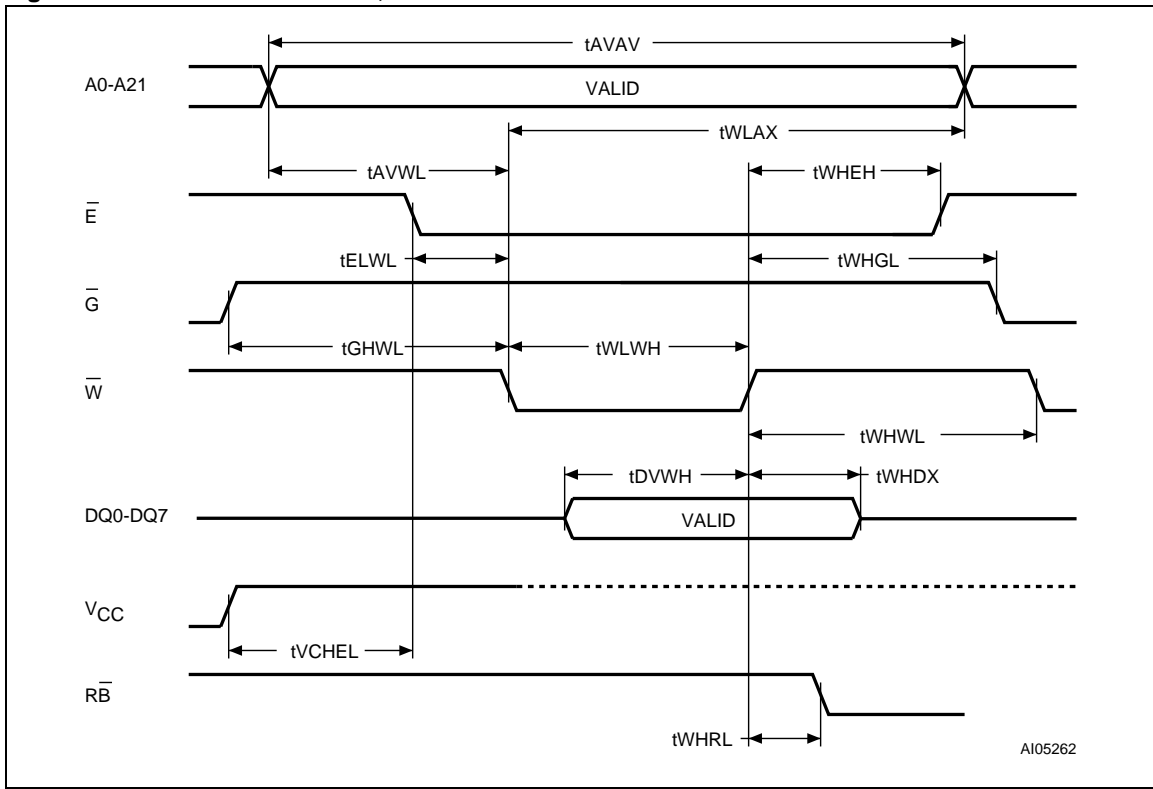 tAVAV
A0-A21
VALID
tWLAX
tAVWL
tWHEH
E̅
tELWL
tWHGL
G̅
tGHWL
tWLWH
W̅
tWHWL
tDVWH
tWHDX
DQ0-DQ7
VALID
VCC
tVCHEL
RB̅
tWHRL
AI05262